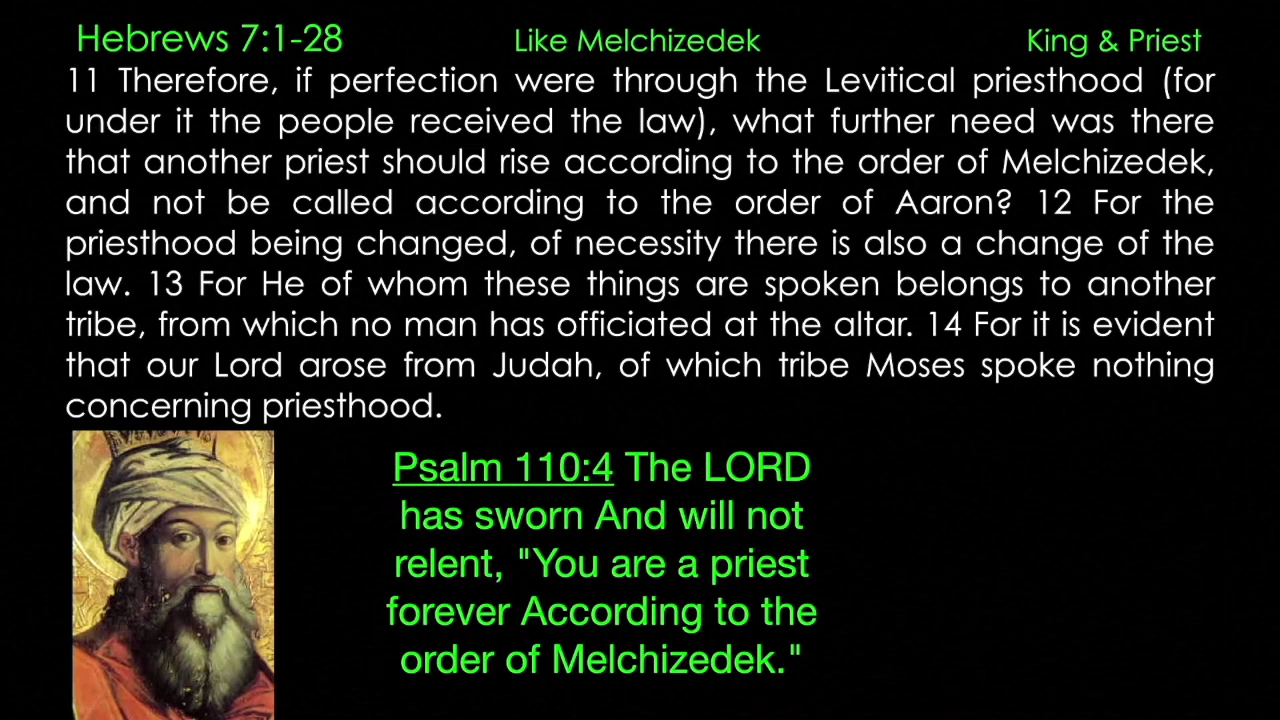 Hebrews 7:1-28 Like Melchizedek King & Priest
11 Therefore, if perfection were through the Levitical priesthood (for
under it the people received the law), what further need was there
that another priest should rise according to the order of Melchizedek,
and not be called according to the order of Aaron? 12 For the
priesthood being changed, of necessity there is also a change of the
law. 13 For He of whom these things are spoken belongs to another
tribe, from which no man has officiated at the altar. 14 For it is evident
that our Lord arose from Judah, of which tribe Moses spoke nothing
concerning priesthood.
Psalm 110:4 The LORD
has sworn And will not
relent, "You are a priest
forever According to the
order of Melchizedek."